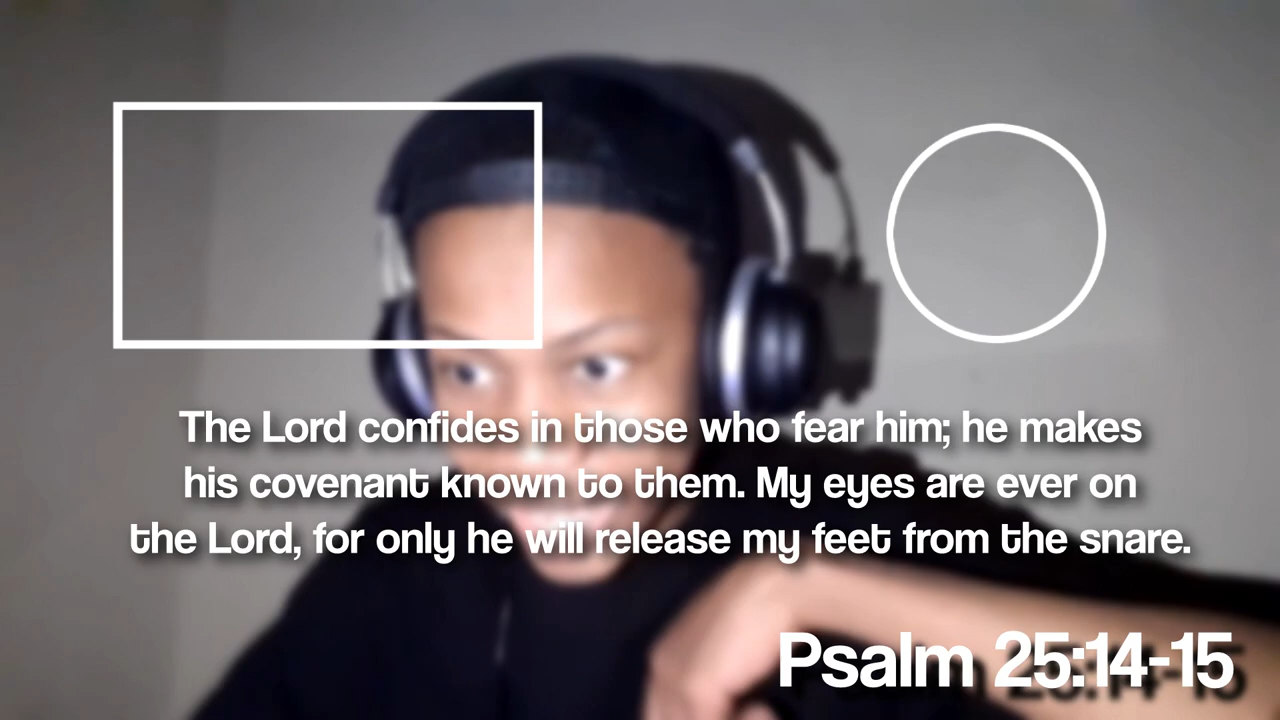 The Lord confides in those who fear him; he makes
his covenant known to them. My eyes are ever on
the Lord, for only he will release my feet from the snare.
Psalm 25:14-15